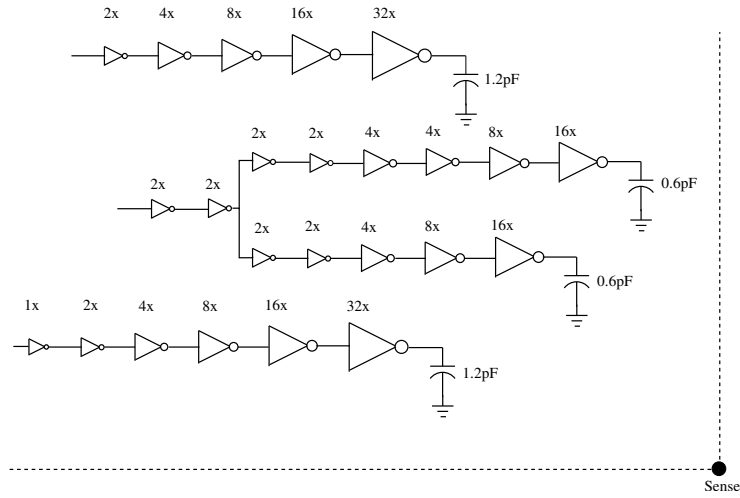 2x 4x 8x 16x 32x
1.2pF
2x 2x 4x 4x 8x 16x
0.6pF
2x 2x
2x 2x 4x 8x 16x
0.6pF
1x 2x 4x 8x 16x 32x
1.2pF
Sense